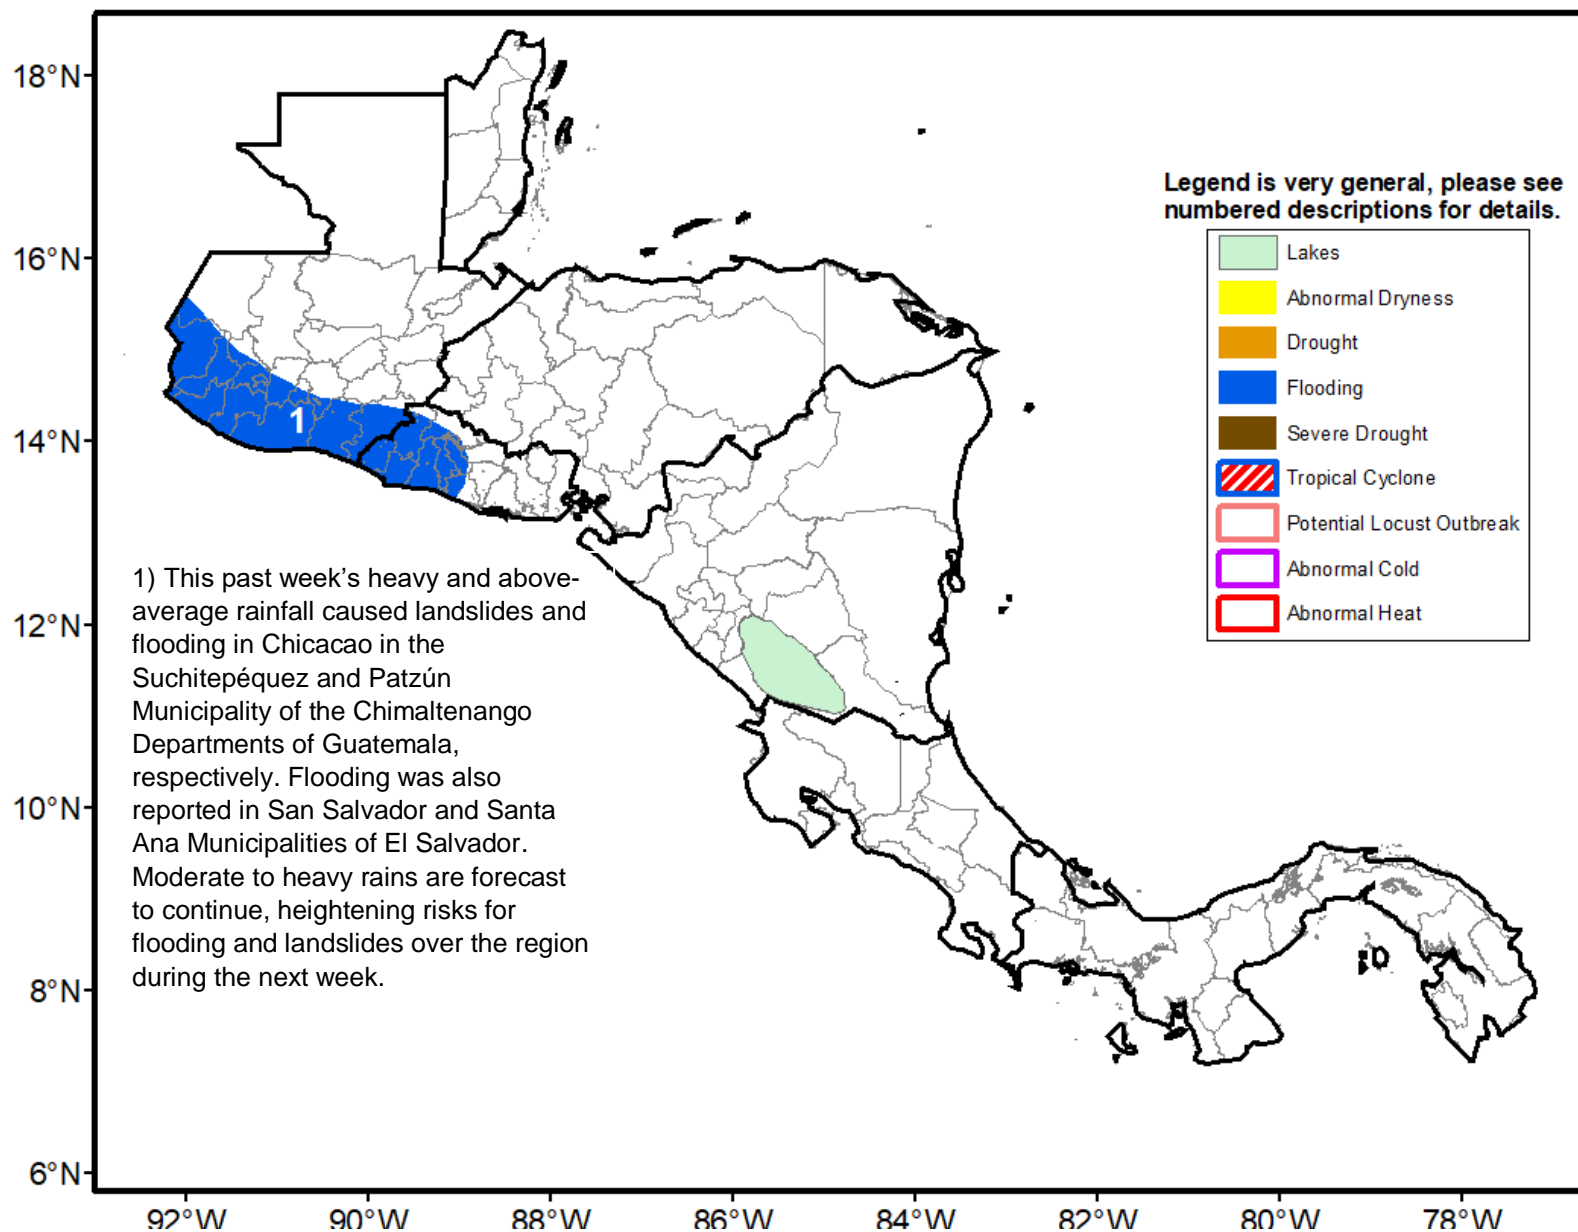 18°N
16°N
14°N
12°N
10°N
8°N
6°N
Legend is very general, please see
numbered descriptions for details.
Lakes
Abnormal Dryness
Drought
Flooding
Severe Drought
Tropical Cyclone
Potential Locust Outbreak
Abnormal Cold
Abnormal Heat
1
1) This past week’s heavy and above-
average rainfall caused landslides and
flooding in Chicacao in the
Suchitepéquez and Patzún
Municipality of the Chimaltenango
Departments of Guatemala,
respectively. Flooding was also
reported in San Salvador and Santa
Ana Municipalities of El Salvador.
Moderate to heavy rains are forecast
to continue, heightening risks for
flooding and landslides over the region
during the next week.
92°W 90°W 88°W 86°W 84°W 82°W 80°W 78°W